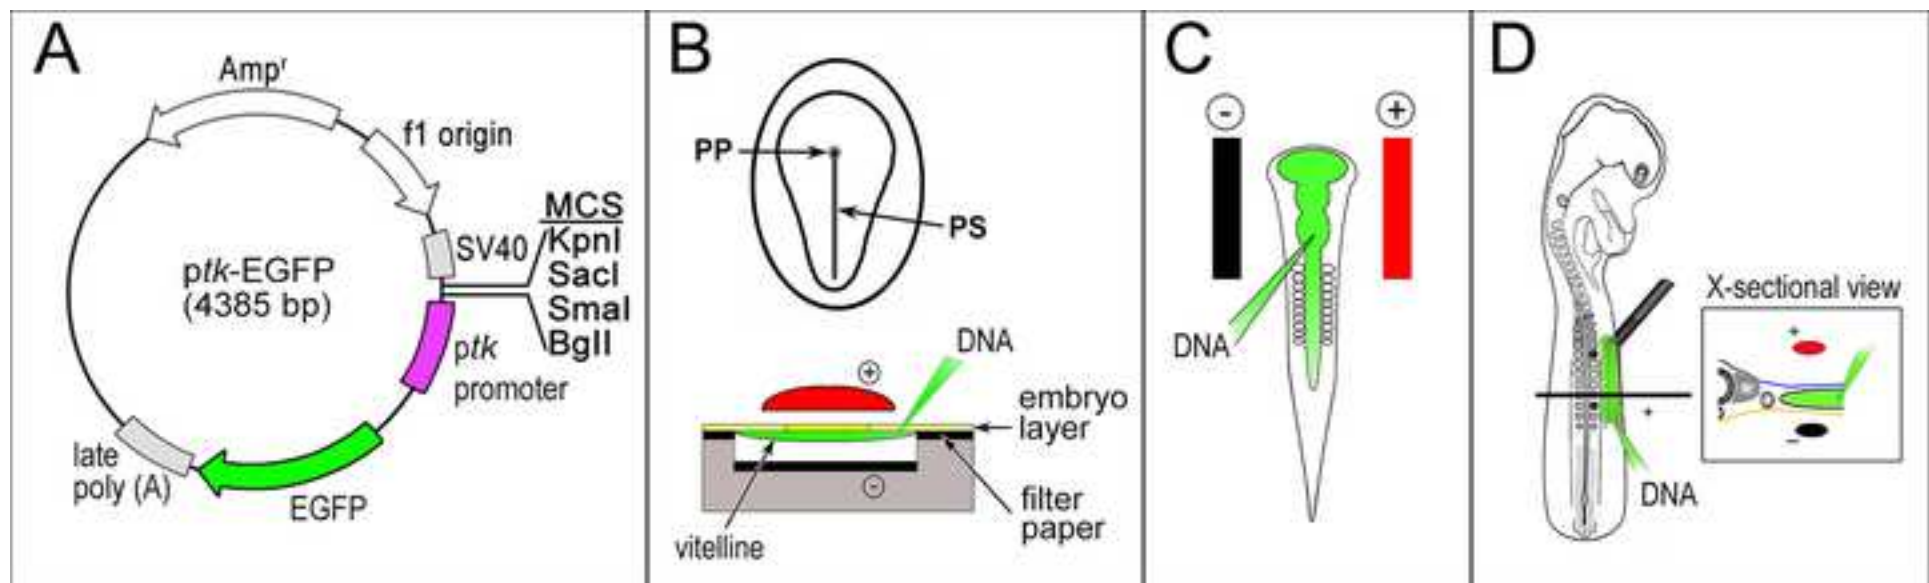 A
Ampʳ
f1 origin
MCS
KpnI
SacI
SmaI
BglI
SV40
ptk-EGFP
(4385 bp)
ptk
promoter
late
poly (A)
EGFP
B
PP
PS
DNA
+
embryo
layer
-
filter
paper
vitelline
C
- +
DNA
D
X-sectional view
+
-
+
DNA